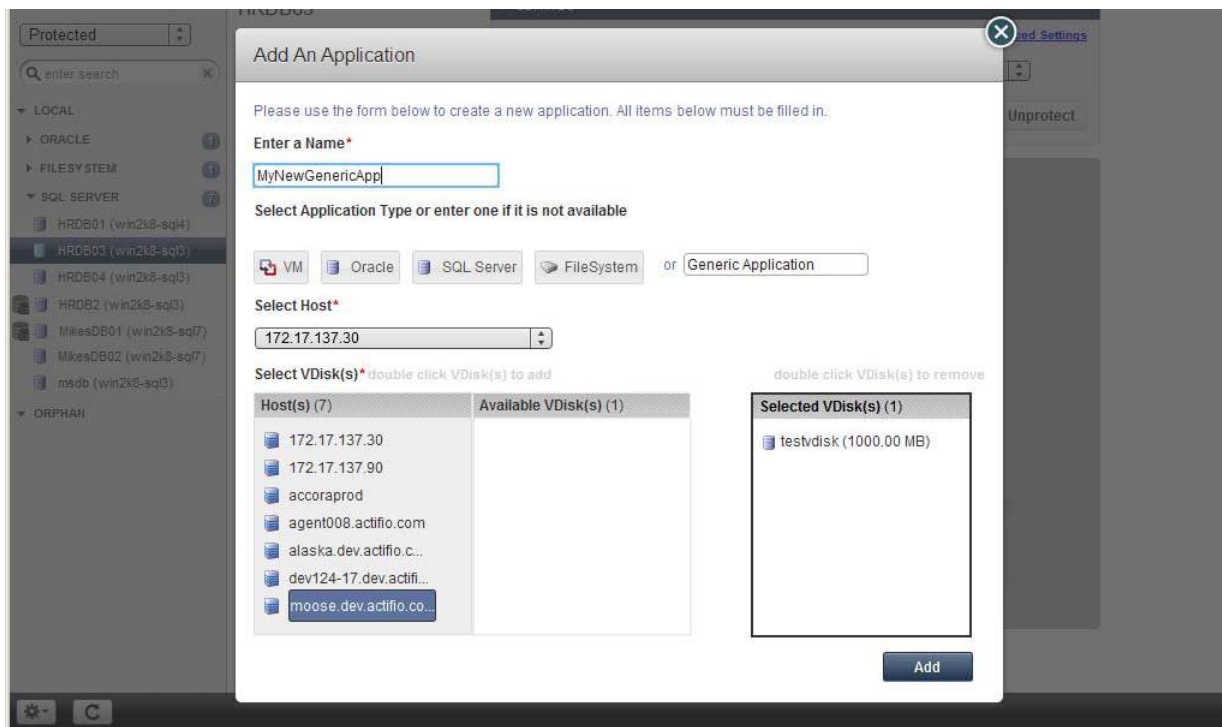 HRDB03
Protected
enter search
LOCAL
ORACLE 1
FILESYSTEM 1
SQL SERVER 7
HRDB01 (win2k8-sql4)
HRDB03 (win2k8-sql3)
HRDB04 (win2k8-sql3)
HRDB2 (win2k8-sql3)
MikesDB01 (win2k8-sql7)
MikesDB02 (win2k8-sql7)
msdb (win2k8-sql3)
ORPHAN
Settings
Unprotect
Add An Application
Please use the form below to create a new application. All items below must be filled in.
Enter a Name*
MyNewGenericApp
Select Application Type or enter one if it is not available
VM Oracle SQL Server FileSystem or Generic Application
Select Host*
172.17.137.30
Select VDisk(s)* double click VDisk(s) to add double click VDisk(s) to remove
Host(s) (7) Available VDisk(s) (1) Selected VDisk(s) (1)
172.17.137.30 testvdisk (1000.00 MB)
172.17.137.90
accoraprod
agent008.actifio.com
alaska.dev.actifio.c...
dev124-17.dev.actifi...
moose.dev.actifio.co...
Add